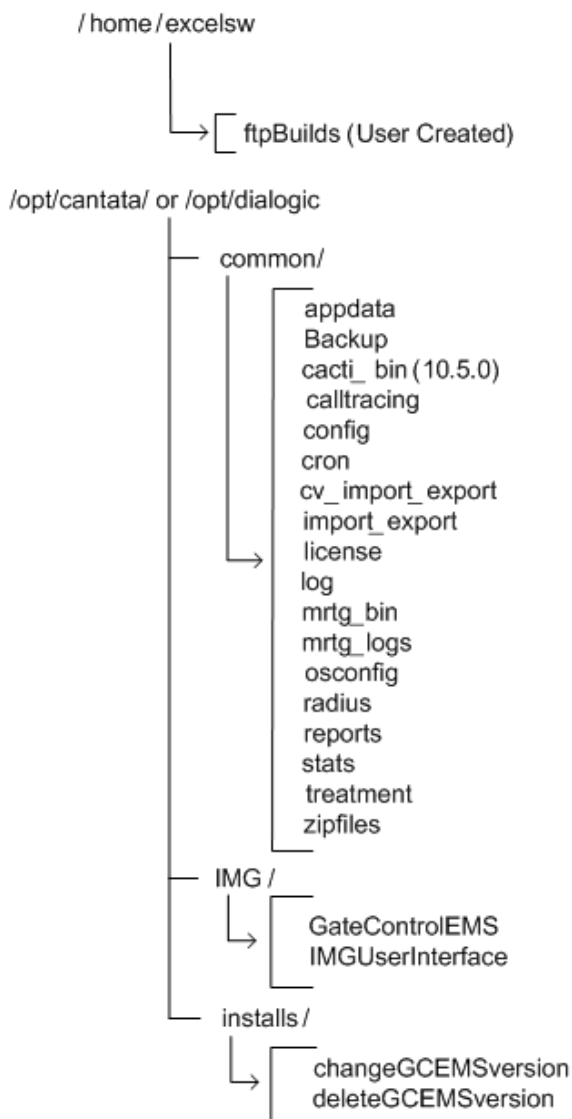 /home/excelsw
ftpBuilds (User Created)
/opt/cantata/ or /opt/dialogic
common/
appdata
Backup
cacti_ bin (10.5.0)
calltracing
config
cron
cv_import_export
import_export
license
log
mrtg_bin
mrtg_logs
osconfig
radius
reports
stats
treatment
zipfiles
IMG /
GateControlEMS
IMGUserInterface
installs /
changeGCEMSversion
deleteGCEMSversion